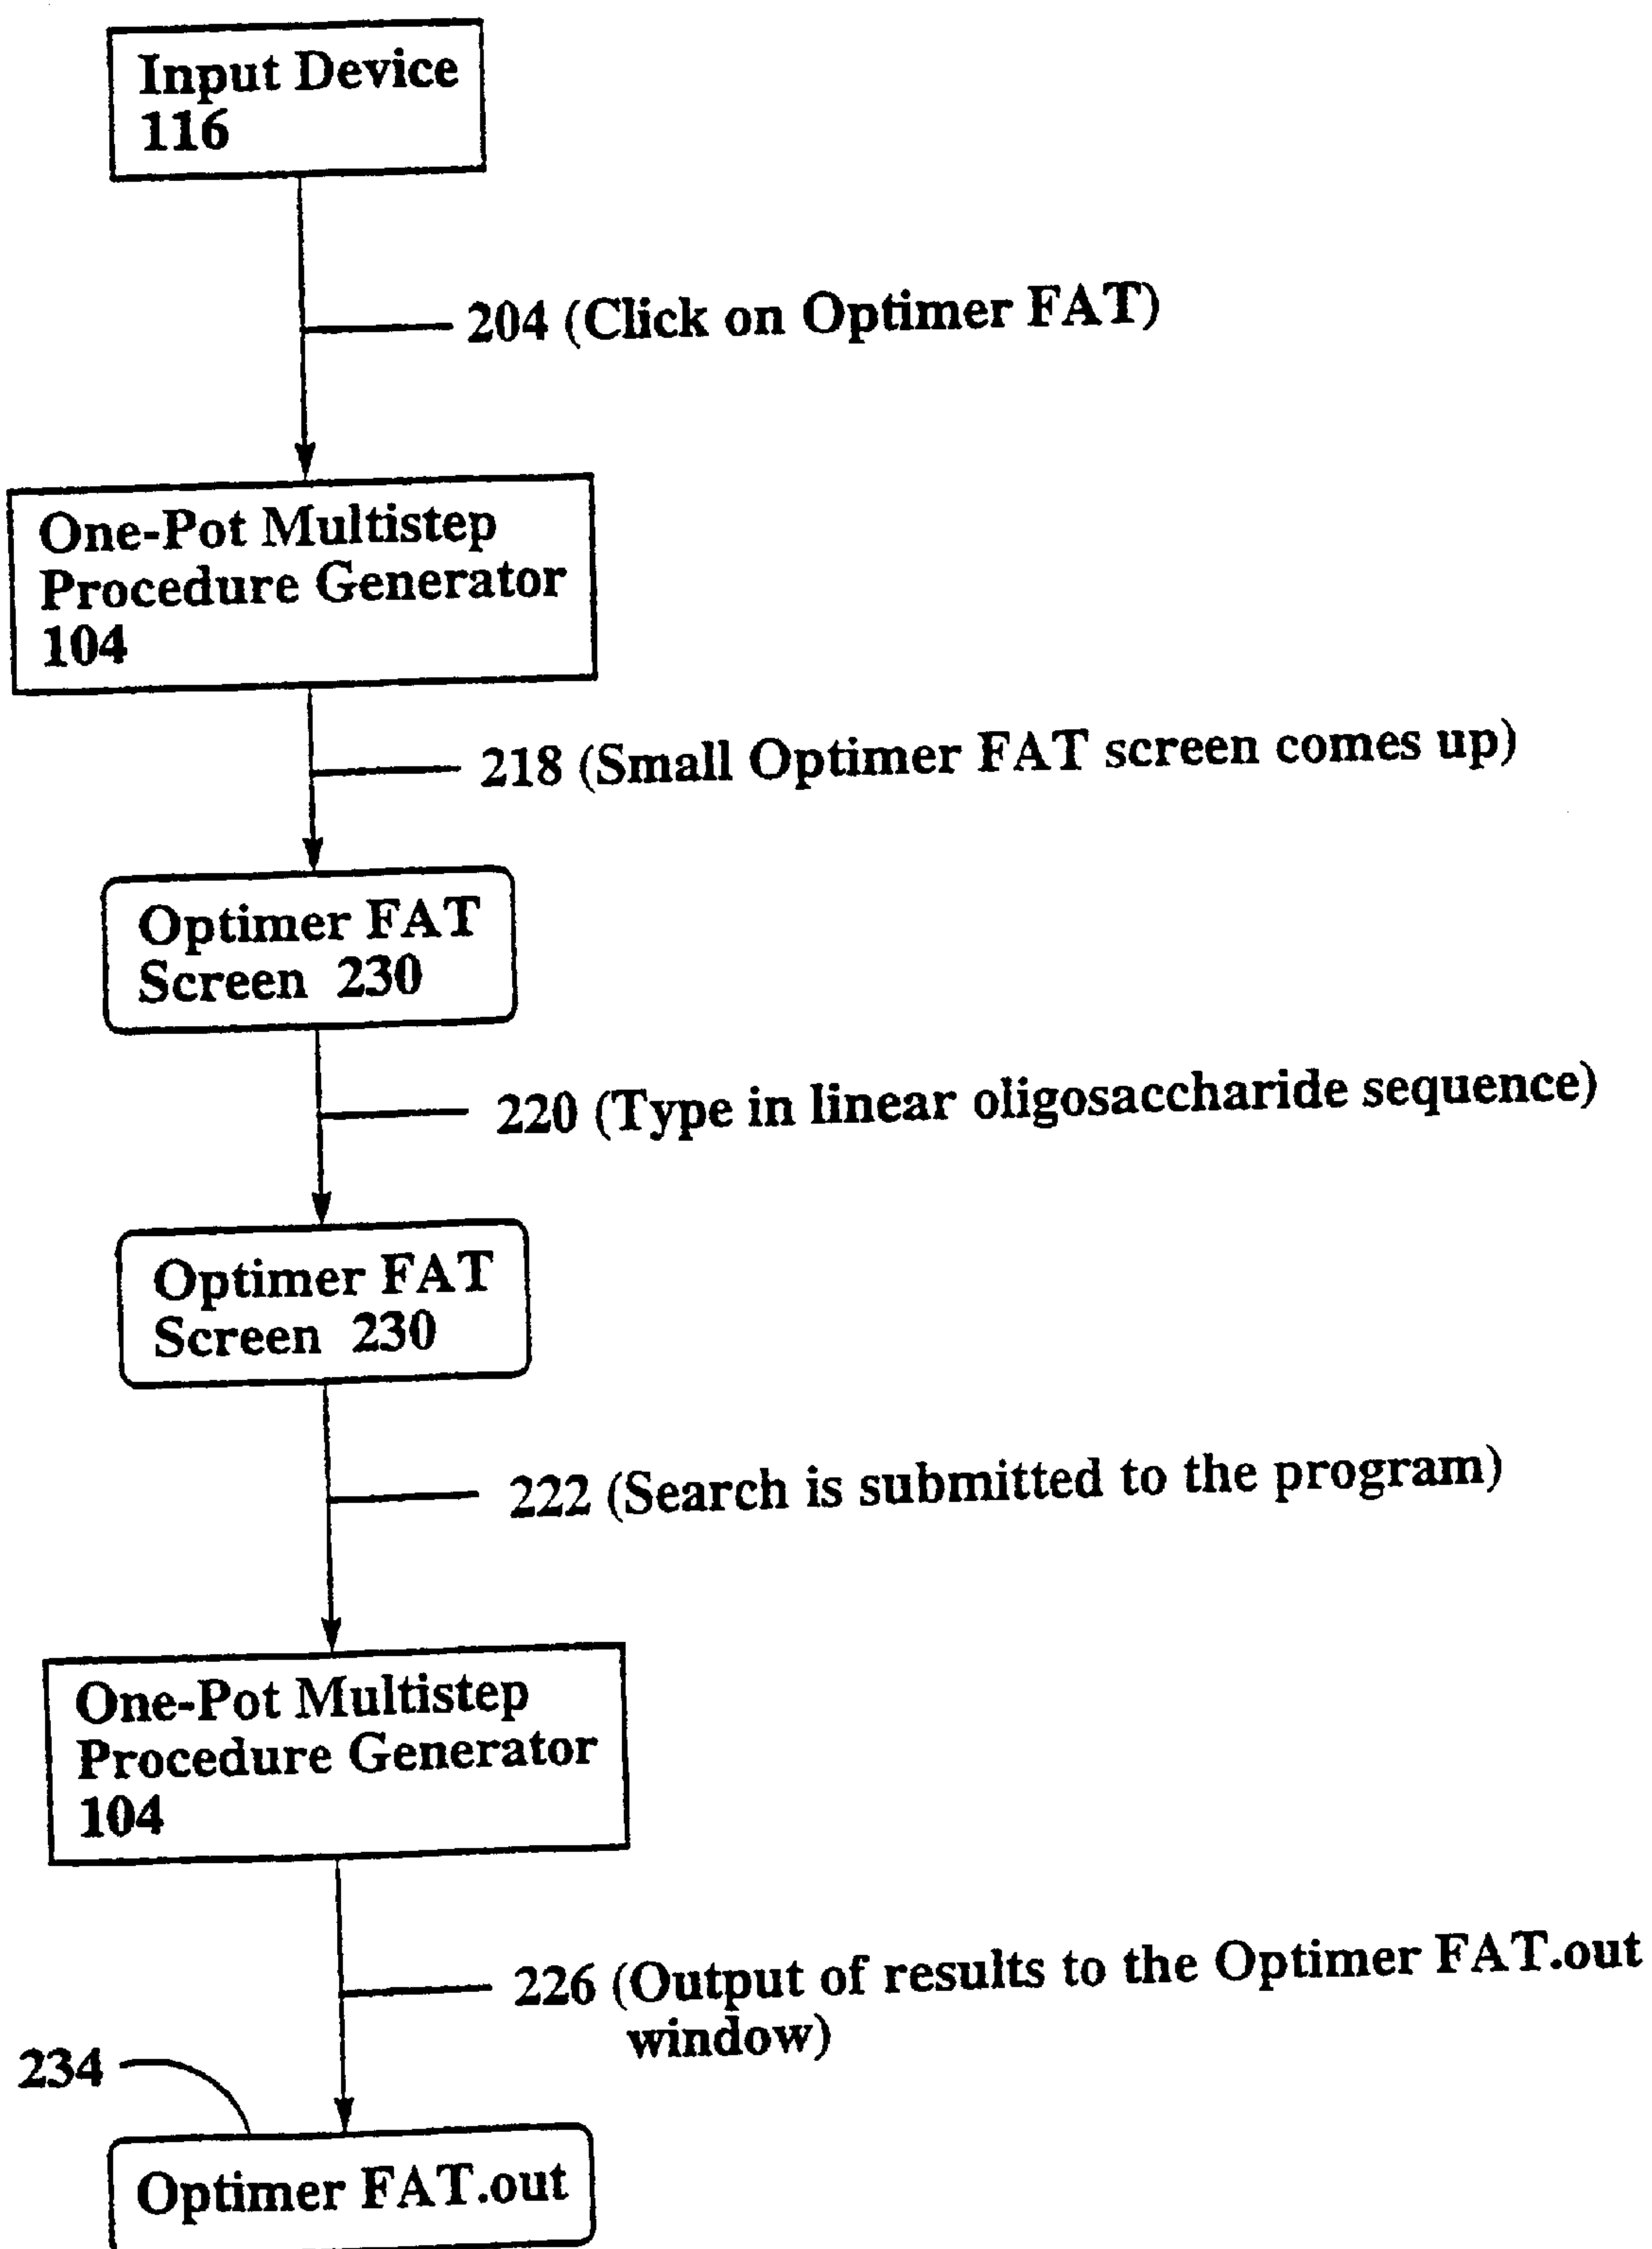 Input Device
116
204 (Click on Optimer FAT)
One-Pot Multistep
Procedure Generator
104
218 (Small Optimer FAT screen comes up)
Optimer FAT
Screen 230
220 (Type in linear oligosaccharide sequence)
Optimer FAT
Screen 230
222 (Search is submitted to the program)
One-Pot Multistep
Procedure Generator
104
226 (Output of results to the Optimer FAT.out
window)
234
Optimer FAT.out